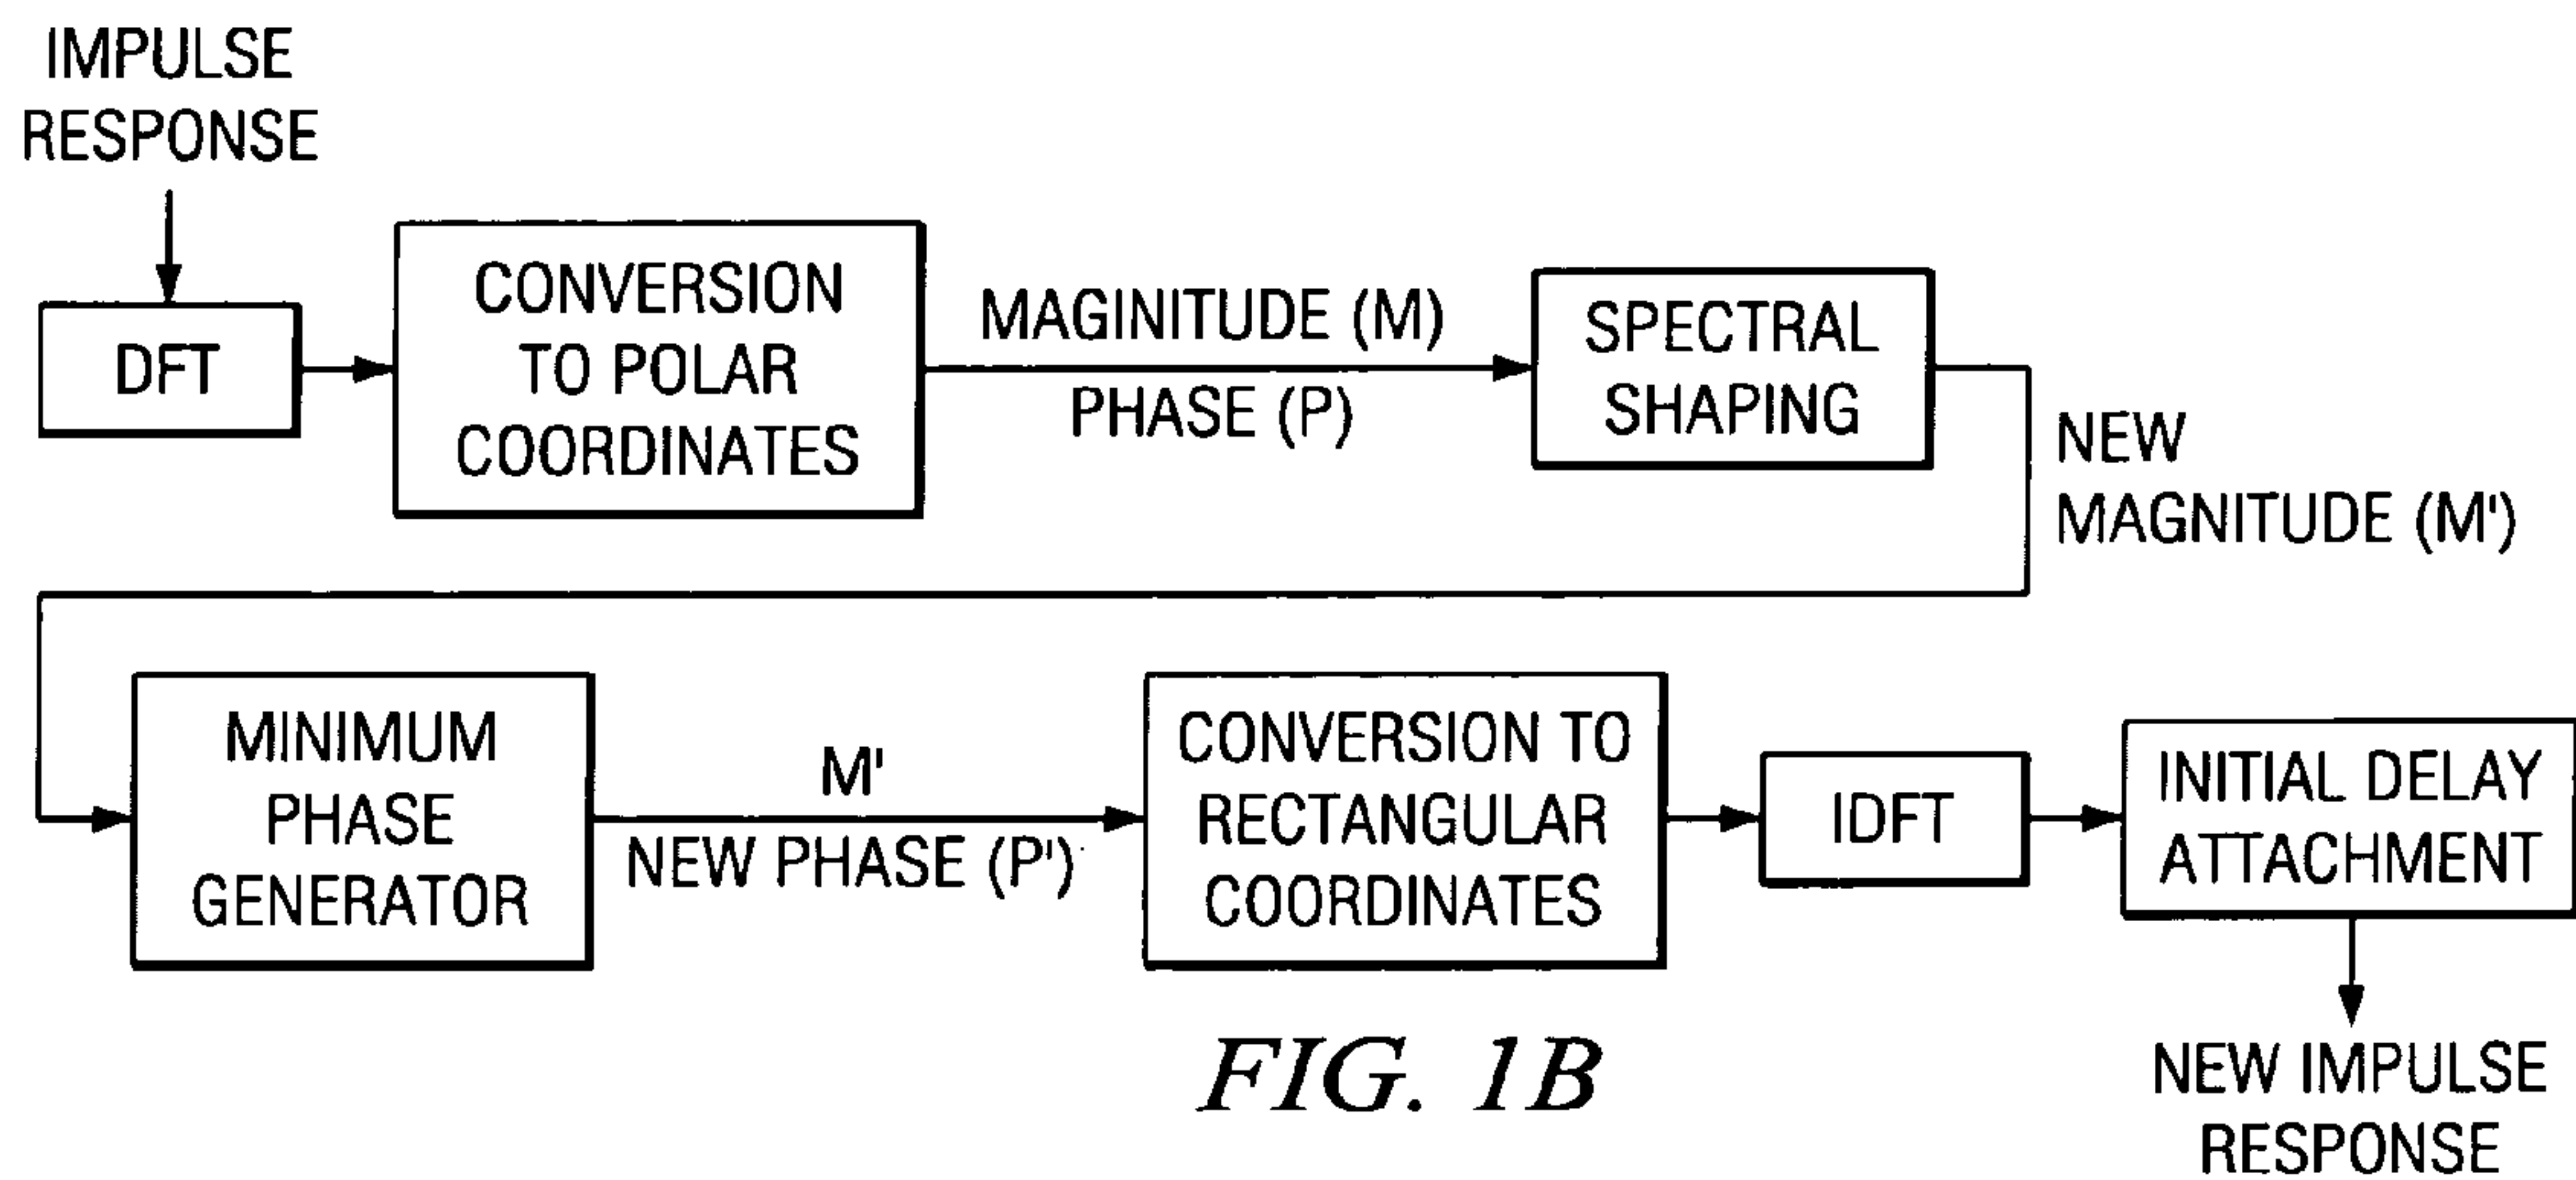 IMPULSE
RESPONSE
DFT
CONVERSION
TO POLAR
COORDINATES
MAGINITUDE (M)
PHASE (P)
SPECTRAL
SHAPING
NEW
MAGNITUDE (M')
MINIMUM
PHASE
GENERATOR
M'
NEW PHASE (P')
CONVERSION TO
RECTANGULAR
COORDINATES
IDFT
INITIAL DELAY
ATTACHMENT
NEW IMPULSE
RESPONSE
FIG. 1B